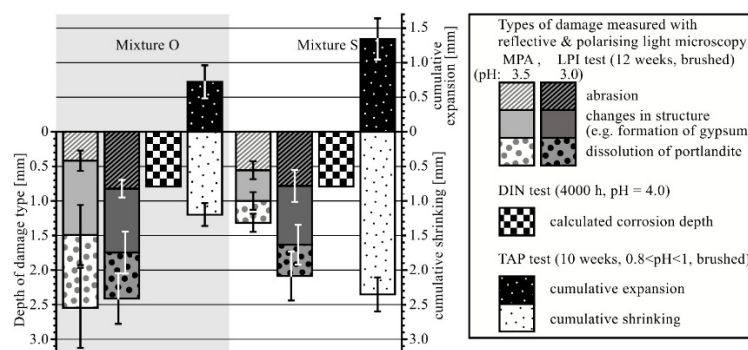 Mixture O
Mixture S
1.5
1.0
0.5
0
0.5
1.0
1.5
2.0
2.5
3.0
cumulative
expansion [mm]
cumulative shrinking [mm]
0.5
1.0
1.5
2.0
2.5
3.0
Depth of damage type [mm]
Types of damage measured with
reflective & polarising light microscopy
MPA , LPI test (12 weeks, brushed)
(pH: 3.5 3.0)
abrasion
changes in structure
(e.g. formation of gypsum
dissolution of portlandite
DIN test (4000 h, pH = 4.0)
calculated corrosion depth
TAP test (10 weeks, 0.8<pH<1, brushed)
cumulative expansion
cumulative shrinking